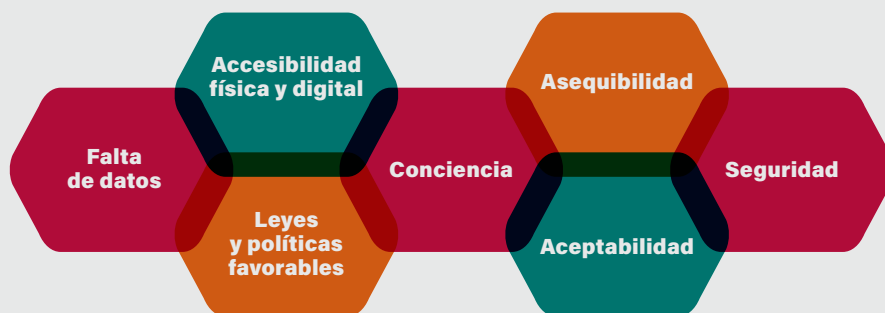 Falta
de datos
Accesibilidad
física y digital
Leyes
y políticas
favorables
Conciencia
Asequibilidad
Aceptabilidad
Seguridad